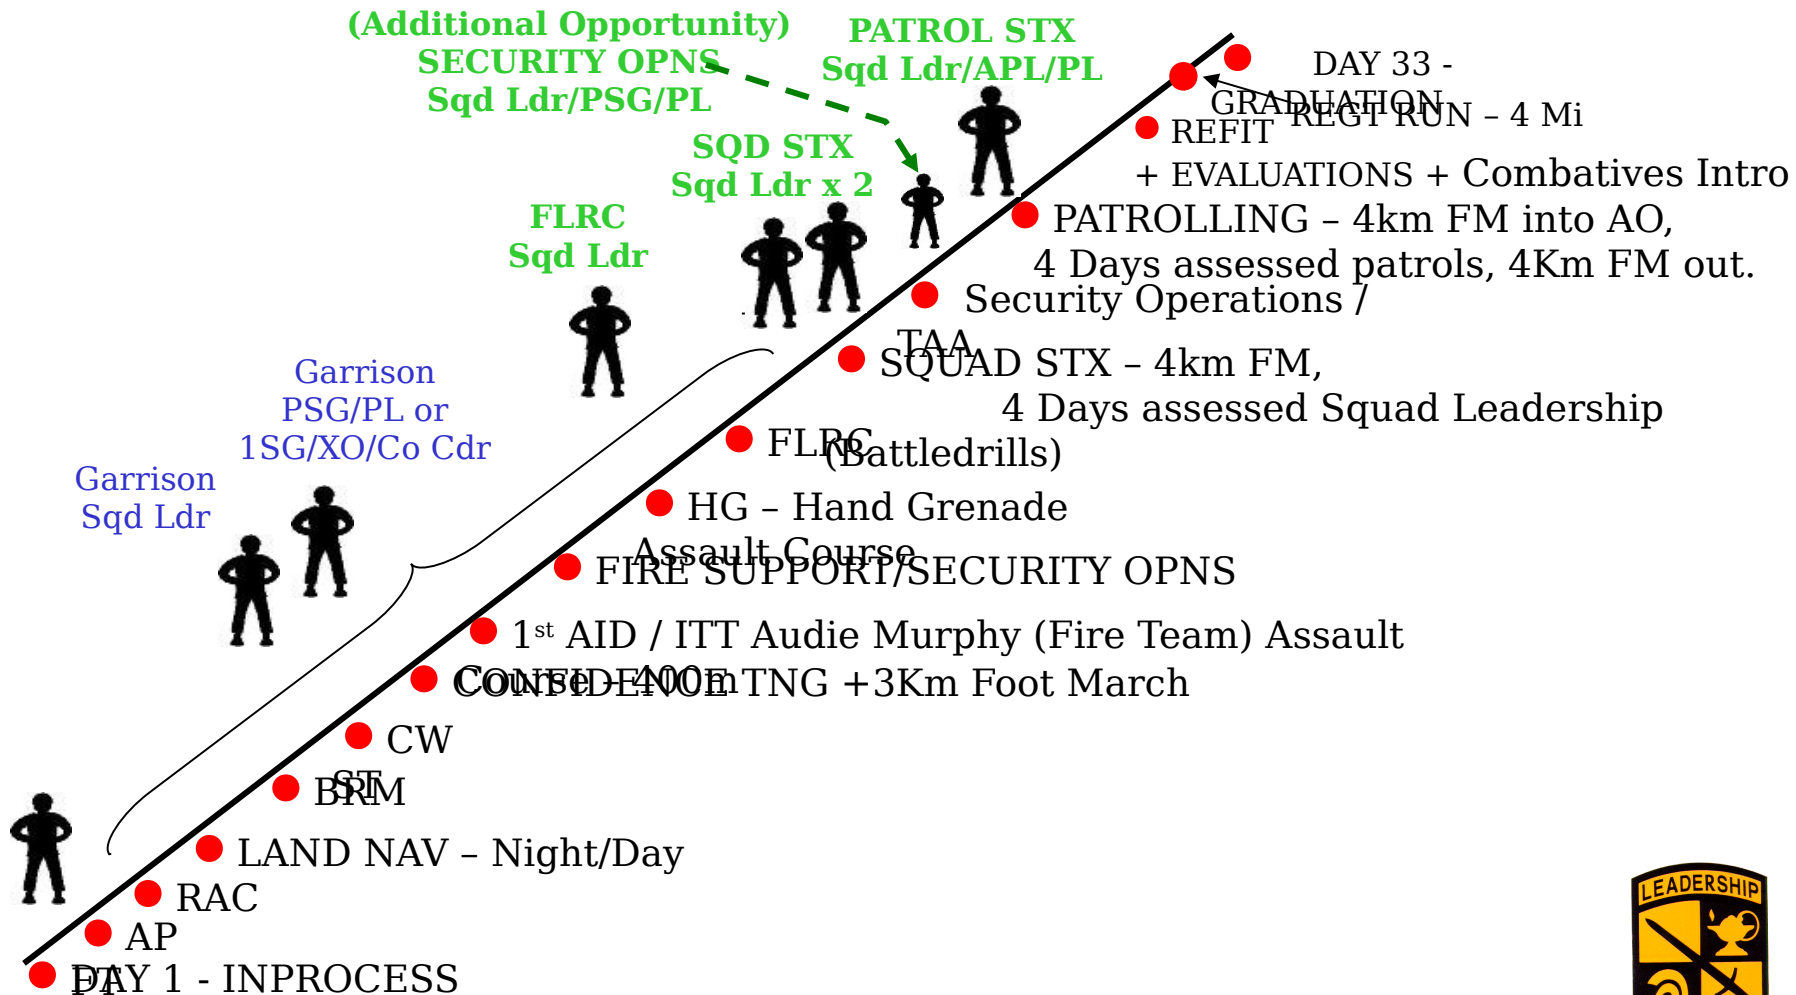 (Additional Opportunity)
SECURITY OPNS
Sqd Ldr/PSG/PL
PATROL STX
Sqd Ldr/APL/PL
SQD STX
Sqd Ldr x 2
FLRC
Sqd Ldr
Garrison
PSG/PL or
1SG/XO/Co Cdr
Garrison
Sqd Ldr
DAY 33 -
GRADUATION
REGT RUN – 4 Mi
REFIT
+ EVALUATIONS + Combatives Intro
PATROLLING – 4km FM into AO,
4 Days assessed patrols, 4Km FM out.
Security Operations /
TAA
SQUAD STX – 4km FM,
4 Days assessed Squad Leadership
(Battledrills)
FLRC
HG – Hand Grenade
Assault Course
FIRE SUPPORT/SECURITY OPNS
1st AID / ITT Audie Murphy (Fire Team) Assault
Course – 400m
CONFIDENCE TNG +3Km Foot March
CW
ST
BRM
LAND NAV – Night/Day
RAC
AP
FT
DAY 1 - INPROCESS
LEADERSHIP